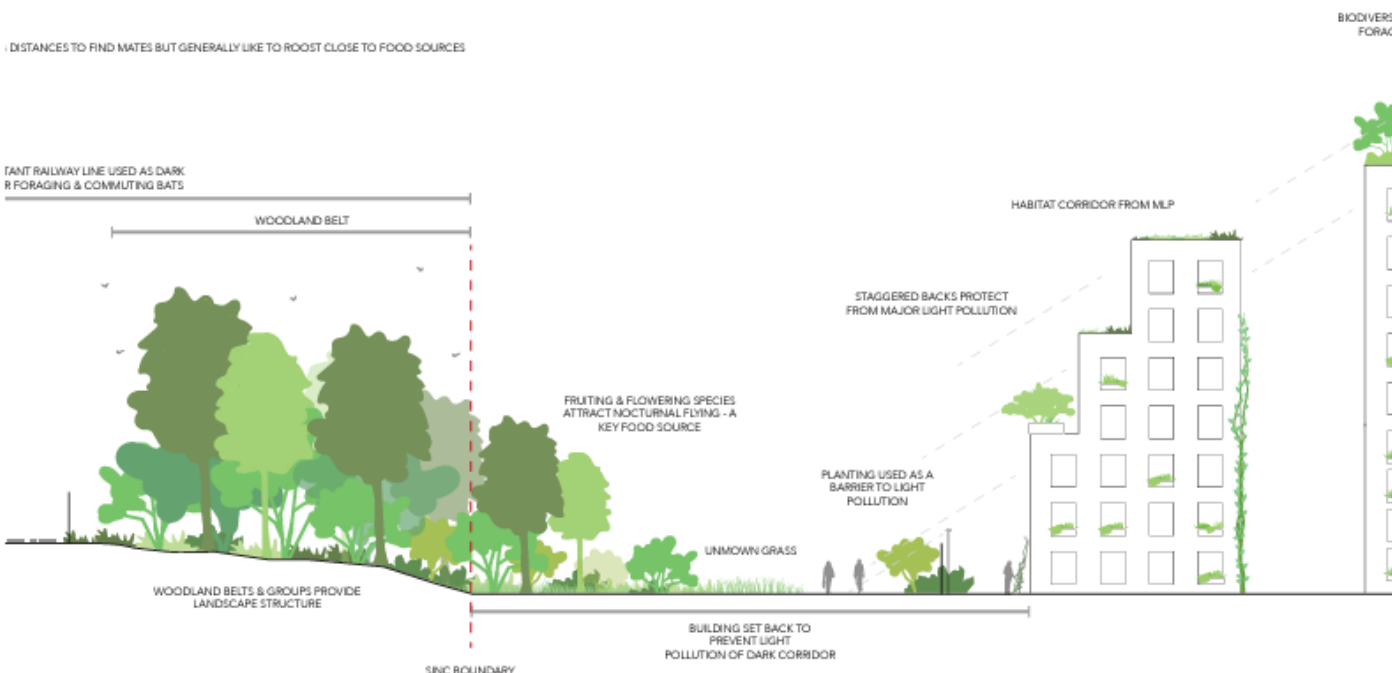 BIODIVERS
FORAG
DISTANCES TO FIND MATES BUT GENERALLY LIKE TO ROOST CLOSE TO FOOD SOURCES
TANT RAILWAY LINE USED AS DARK
R FORAGING & COMMUTING BATS
WOODLAND BELT
HABITAT CORRIDOR FROM MLP
STAGGERED BACKS PROTECT
FROM MAJOR LIGHT POLLUTION
FRUITING & FLOWERING SPECIES
ATTRACT NOCTURNAL FLYING - A
KEY FOOD SOURCE
PLANTING USED AS A
BARRIER TO LIGHT
POLLUTION
UNMOWN GRASS
WOODLAND BELTS & GROUPS PROVIDE
LANDSCAPE STRUCTURE
BUILDING SET BACK TO
PREVENT LIGHT
POLLUTION OF DARK CORRIDOR
SINC BOUNDARY